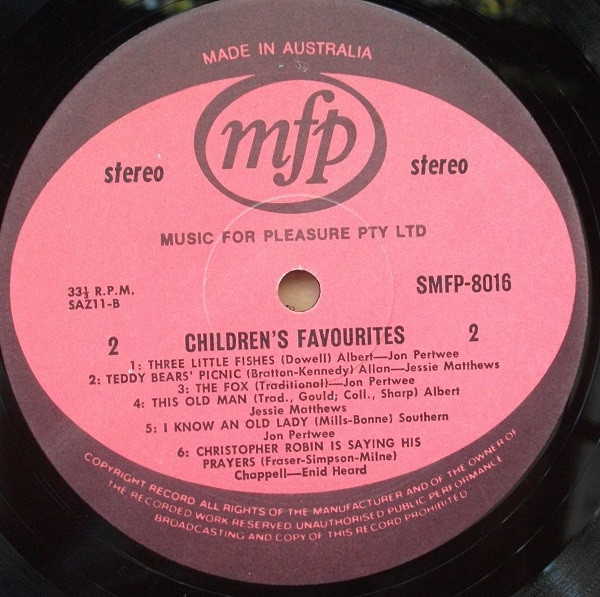 MADE IN AUSTRALIA
mfp
stereo
stereo
MUSIC FOR PLEASURE PTY LTD
33⅓ R.P.M.
SAZ11-B
SMFP-8016
2
CHILDREN'S FAVOURITES
2
1: THREE LITTLE FISHES (Dowell) Albert—Jon Pertwee
2: TEDDY BEARS' PICNIC (Bratton-Kennedy) Allan—Jessie Matthews
3: THE FOX (Traditional)—Jon Pertwee
4: THIS OLD MAN (Trad., Gould; Coll., Sharp) Albert
Jessie Matthews
5: I KNOW AN OLD LADY (Mills-Bonne) Southern
Jon Pertwee
6: CHRISTOPHER ROBIN IS SAYING HIS
PRAYERS (Fraser-Simpson-Milne)
Chappell—Enid Heard
COPYRIGHT RECORD ALL RIGHTS OF THE MANUFACTURER AND OF THE OWNER OF
THE RECORDED WORK RESERVED UNAUTHORISED PUBLIC PERFORMANCE
BROADCASTING AND COPY OF THIS RECORD PROHIBITED